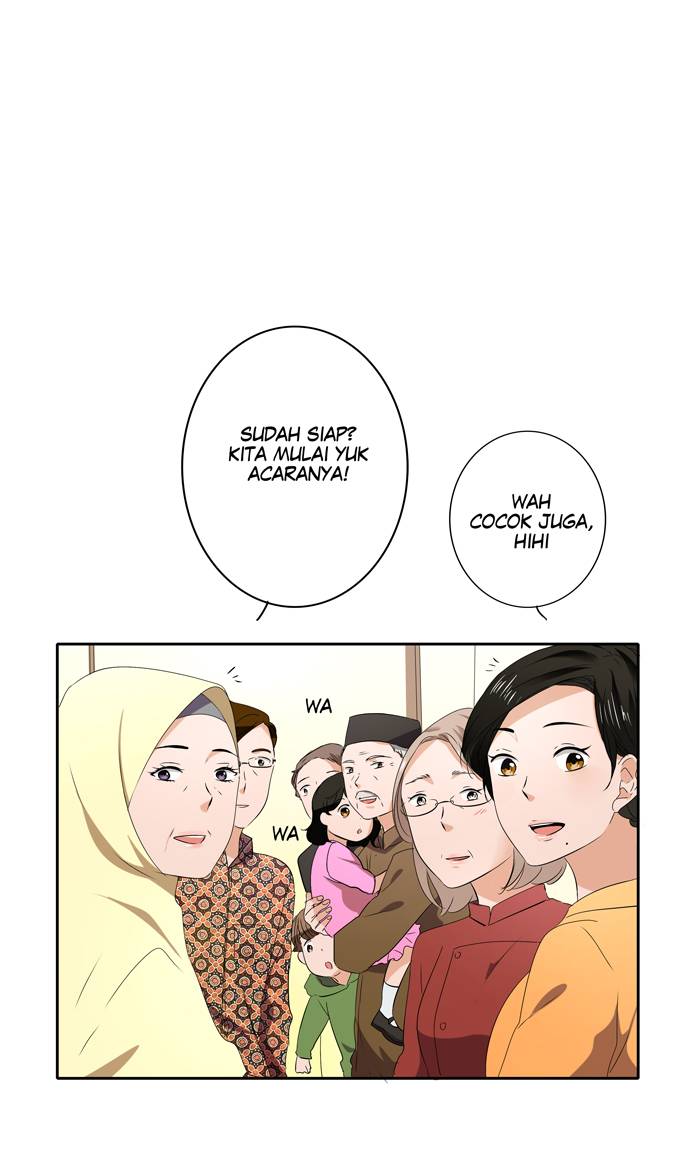 SUDAH SIAP?
KITA MULAI YUK
ACARANYA!
WAH
COCOK JUGA,
HIHI
WA
WA